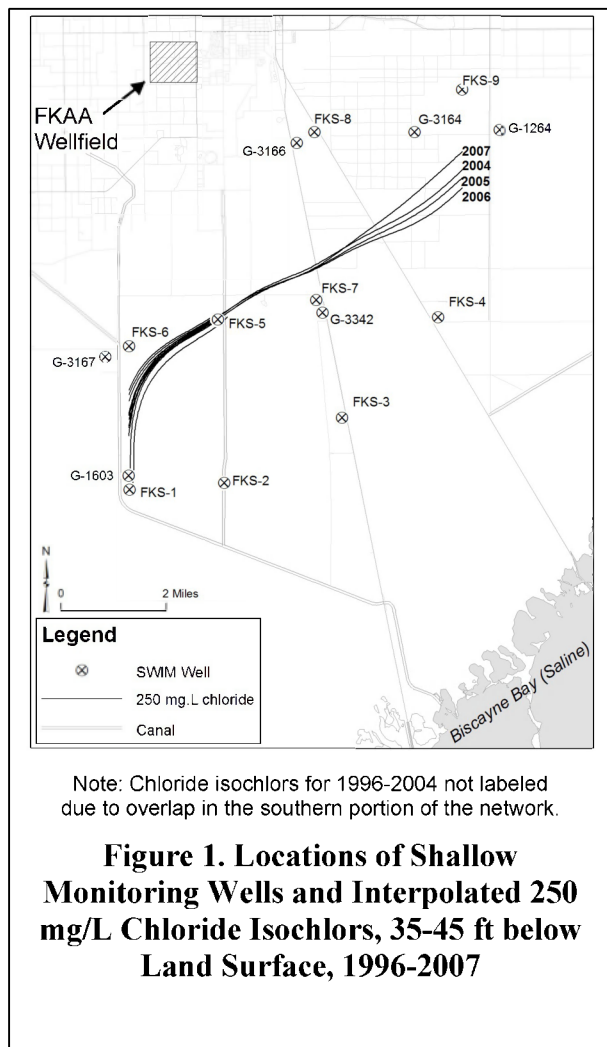 FKAA
Wellfield
FKS-9
FKS-8
G-3164
G-1264
G-3166
2007
2004
2005
2006
FKS-7
G-3342
FKS-4
FKS-5
FKS-6
G-3167
FKS-3
G-1603
FKS-1
FKS-2
N
0 2 Miles
Legend
SWIM Well
250 mg.L chloride
Canal
Biscayne Bay (Saline)
Note: Chloride isochlors for 1996-2004 not labeled
due to overlap in the southern portion of the network.
Figure 1. Locations of Shallow
Monitoring Wells and Interpolated 250
mg/L Chloride Isochlors, 35-45 ft below
Land Surface, 1996-2007